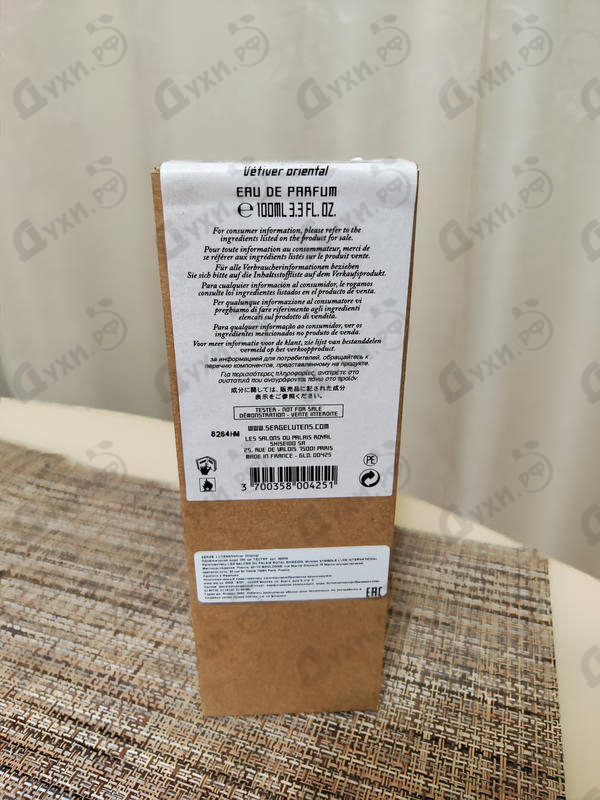 Vétiver oriental
EAU DE PARFUM
℮ 100ML 3.3 FL. OZ.
For consumer information, please refer to the
ingredients listed on the product for sale.
Pour toute information au consommateur, merci de
se référer aux ingrédients listés sur le produit vente.
Für alle Verbraucherinformationen beziehen
Sie sich bitte auf die Inhaltsstoffliste auf dem Verkaufsprodukt.
Para cualquier información al consumidor, le rogamos
consulte los ingredientes listados en el producto de venta.
Per qualunque informazione al consumatore vi
preghiamo di fare riferimento agli ingredienti
elencati sul prodotto di vendita.
Para qualquer informação ao consumidor, ver os
ingredientes mencionados no produto de venda.
Voor meer informatie voor de klant, zie lijst van bestanddelen
vermeld op het verkoopproduct.
за информацией для потребителей, обращайтесь к
перечню компонентов, представленному на продукте.
Για περισσότερες πληροφορίες, ανατρέξτε στα
συστατικά που αναγράφονται πάνω στο προϊόν.
成分に関しては、販売品に記された成分
表示をご参照ください。
TESTER - NOT FOR SALE
DÉMONSTRATION - VENTE INTERDITE
8264HM
WWW.SERGELUTENS.COM
LES SALONS DU PALAIS ROYAL
SHISEIDO SA
25, RUE DE VALOIS 75001 PARIS
MADE IN FRANCE - GLO. 00425
PE
3 700358 004251
SERGE LUTENS/Vetiver Oriental
EAC
ДУХИ.РФ